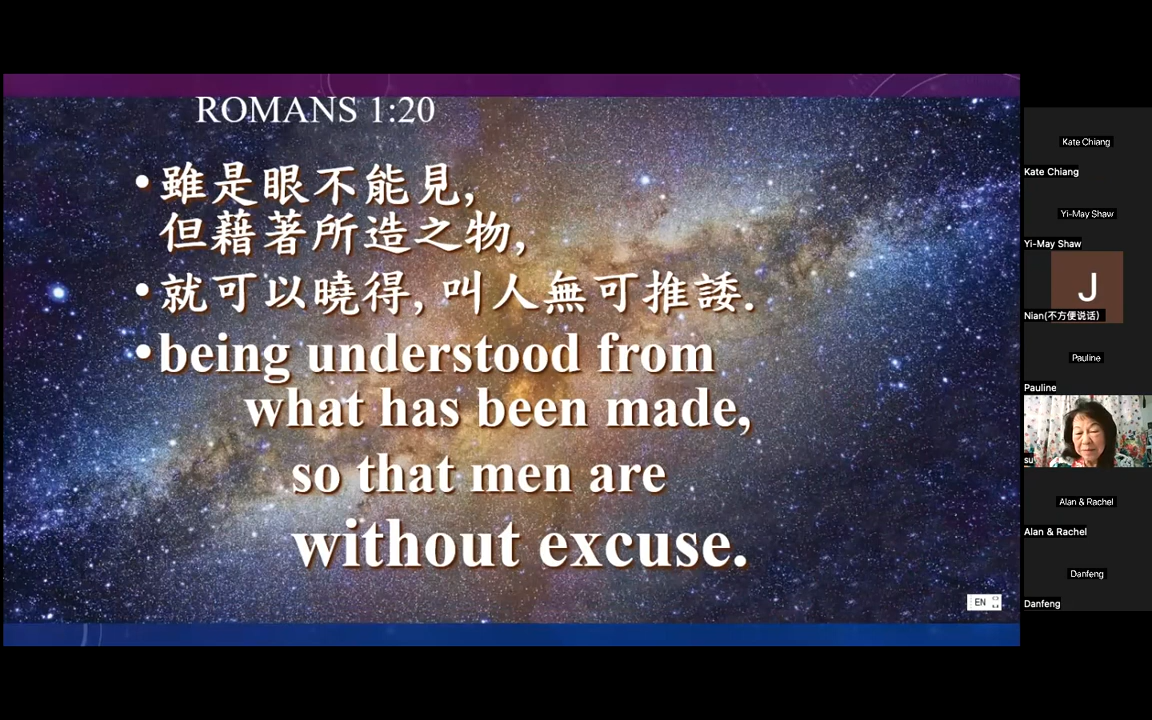 ROMANS 1:20
•雖是眼不能見,
但藉著所造之物,
•就可以曉得, 叫人無可推諉.
•being understood from
what has been made,
so that men are
without excuse.
EN
Kate Chiang
Kate Chiang
Yi-May Shaw
Yi-May Shaw
J
Nian(不方便说话）
Pauline
Pauline
su
Alan & Rachel
Alan & Rachel
Danfeng
Danfeng